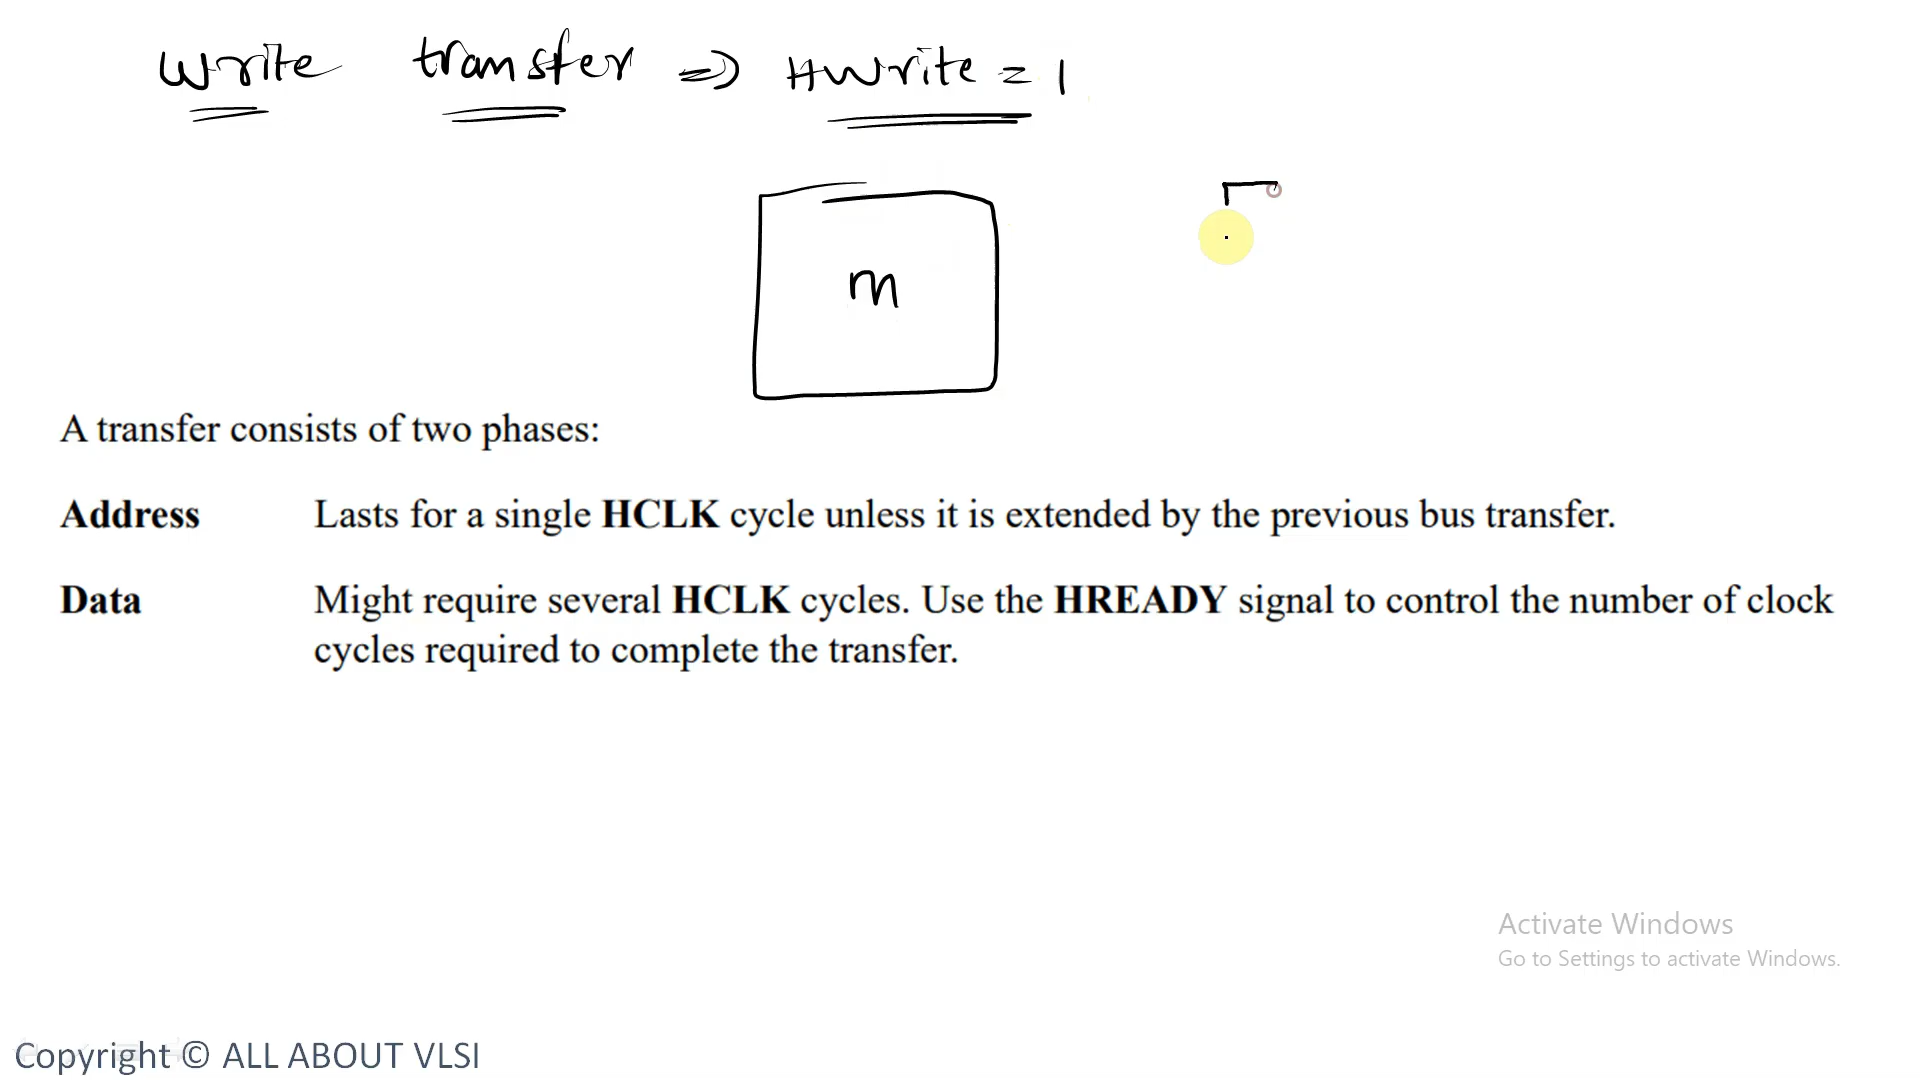 Write transfer => HWrite = 1
m
A transfer consists of two phases:
Address Lasts for a single HCLK cycle unless it is extended by the previous bus transfer.
Data Might require several HCLK cycles. Use the HREADY signal to control the number of clock
cycles required to complete the transfer.
Activate Windows
Go to Settings to activate Windows.
Copyright © ALL ABOUT VLSI